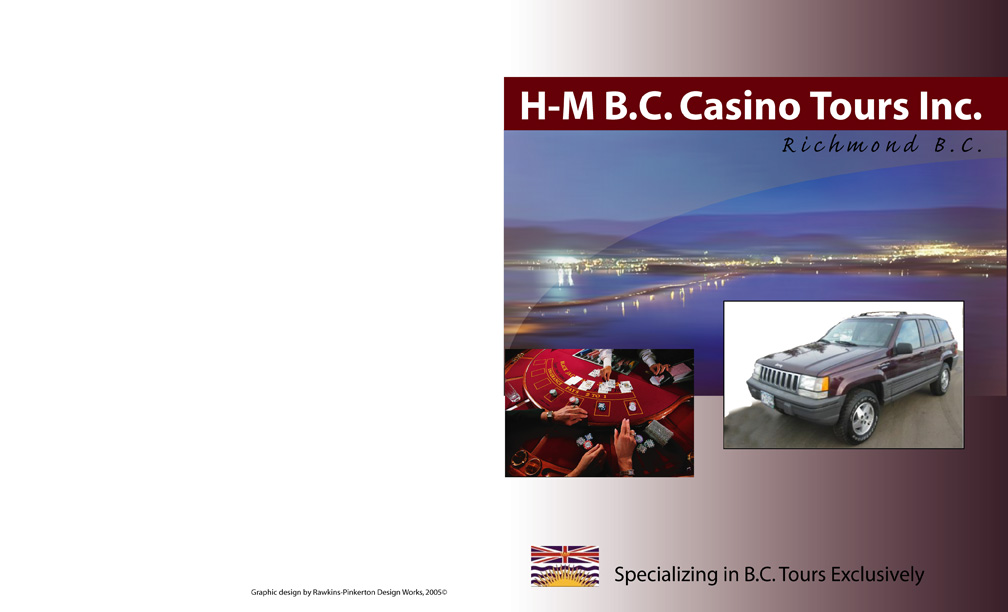 H-M B.C. Casino Tours Inc.
Richmond B.C.
Specializing in B.C. Tours Exclusively
Graphic design by Rawkins-Pinkerton Design Works, 2005©